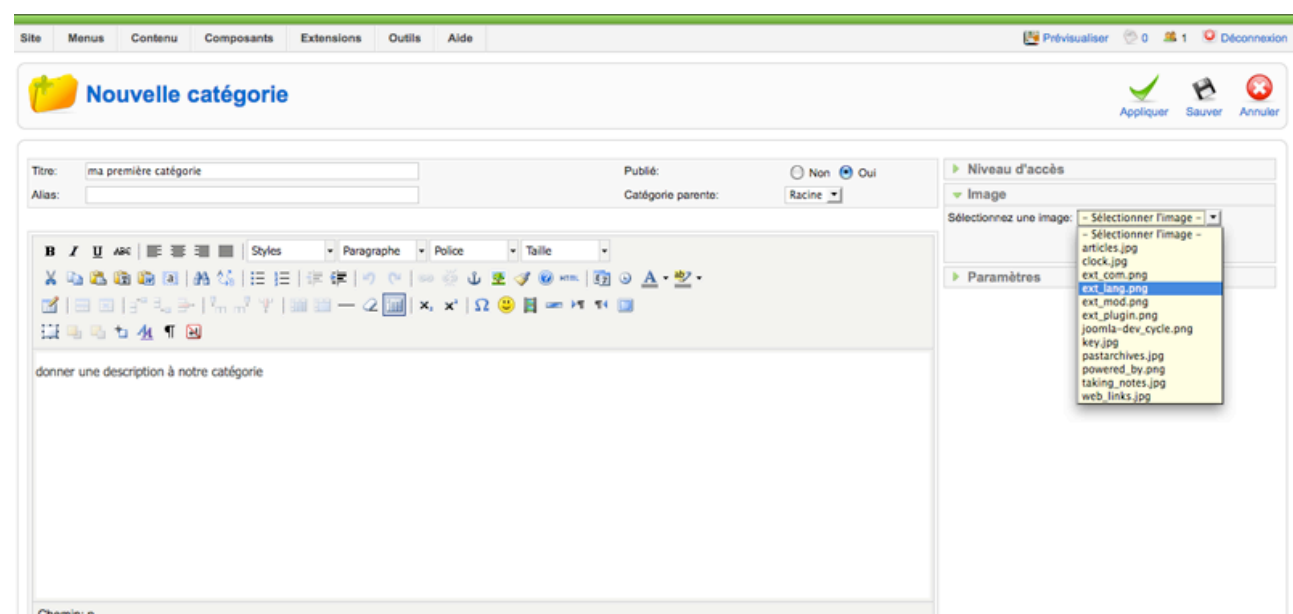 Site Menus Contenu Composants Extensions Outils Aide Prévisualiser 0 1 Déconnexion
Nouvelle catégorie
Appliquer Sauver Annuler
Titre: ma première catégorie Publié: Non Oui
Alias: Catégorie parente: Racine
Niveau d'accès
Image
Sélectionnez une image: - Sélectionner l'image -
- Sélectionner l'image -
articles.jpg
clock.jpg
ext_com.png
ext_lang.png
ext_mod.png
ext_plugin.png
joomla-dev_cycle.png
key.jpg
pastarchives.jpg
powered_by.png
taking_notes.jpg
web_links.jpg
Paramètres
B I U ABC Styles Paragraphe Police Taille
HTML A
donner une description à notre catégorie